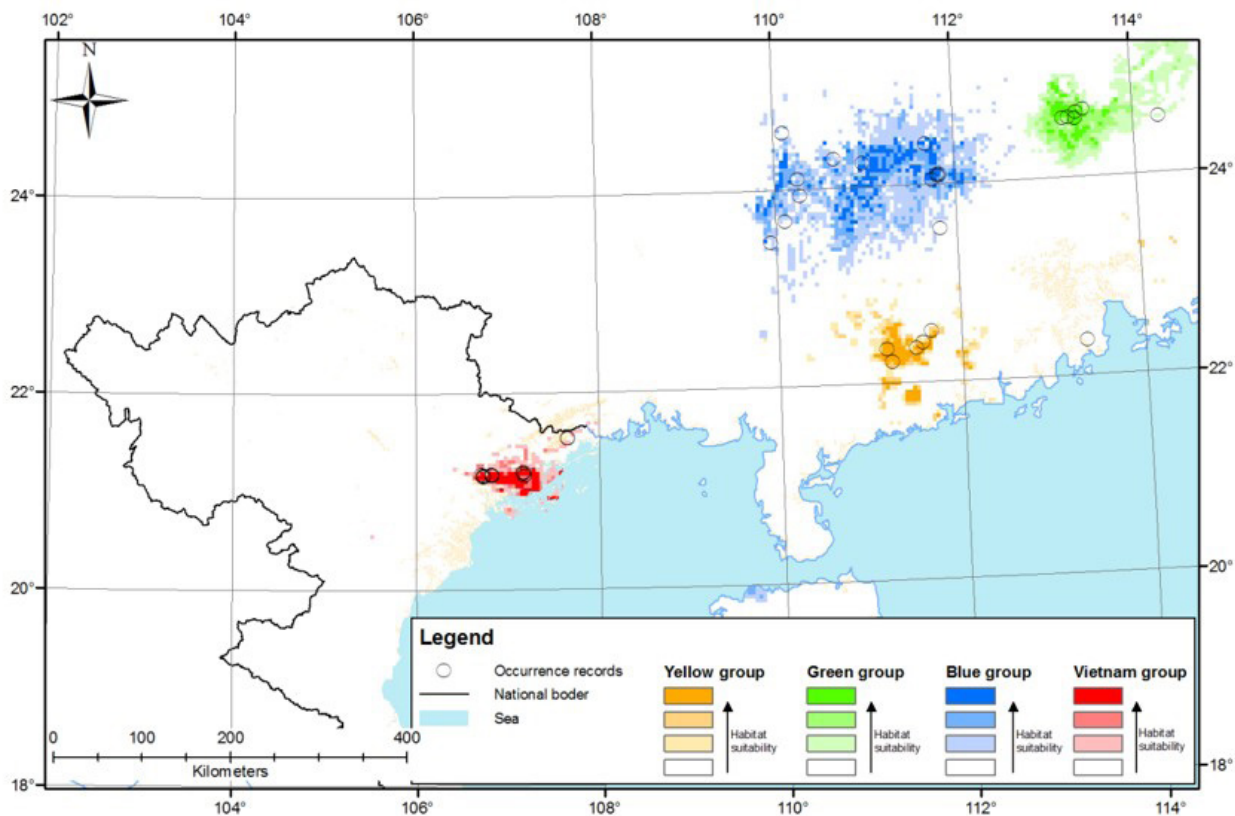 102° 104° 106° 108° 110° 112° 114°
N
24° 24°
22° 22°
20° 20°
18° 18°
Legend
Occurrence records
National boder
Sea
Yellow group
Habitat
suitability
Green group
Habitat
suitability
Blue group
Habitat
suitability
Vietnam group
Habitat
suitability
0 100 200 400
Kilometers
104° 106° 108° 110° 112° 114°